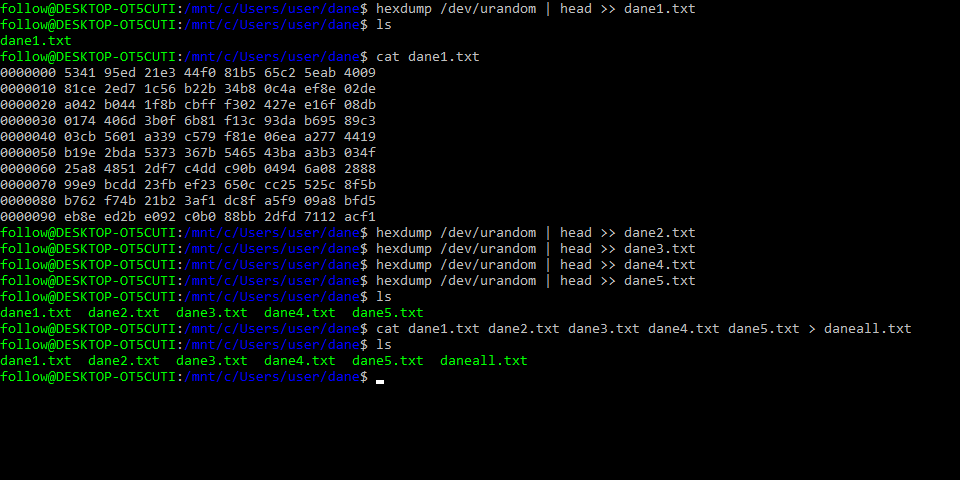 follow@DESKTOP-OT5CUTI:/mnt/c/Users/user/dane$ hexdump /dev/urandom | head >> dane1.txt
follow@DESKTOP-OT5CUTI:/mnt/c/Users/user/dane$ ls
dane1.txt
follow@DESKTOP-OT5CUTI:/mnt/c/Users/user/dane$ cat dane1.txt
0000000 5341 95ed 21e3 44f0 81b5 65c2 5eab 4009
0000010 81ce 2ed7 1c56 b22b 34b8 0c4a ef8e 02de
0000020 a042 b044 1f8b cbff f302 427e e16f 08db
0000030 0174 406d 3b0f 6b81 f13c 93da b695 89c3
0000040 03cb 5601 a339 c579 f81e 06ea a277 4419
0000050 b19e 2bda 5373 367b 5465 43ba a3b3 034f
0000060 25a8 4851 2df7 c4dd c90b 0494 6a08 2888
0000070 99e9 bcdd 23fb ef23 650c cc25 525c 8f5b
0000080 b762 f74b 21b2 3af1 dc8f a5f9 09a8 bfd5
0000090 eb8e ed2b e092 c0b0 88bb 2dfd 7112 acf1
follow@DESKTOP-OT5CUTI:/mnt/c/Users/user/dane$ hexdump /dev/urandom | head >> dane2.txt
follow@DESKTOP-OT5CUTI:/mnt/c/Users/user/dane$ hexdump /dev/urandom | head >> dane3.txt
follow@DESKTOP-OT5CUTI:/mnt/c/Users/user/dane$ hexdump /dev/urandom | head >> dane4.txt
follow@DESKTOP-OT5CUTI:/mnt/c/Users/user/dane$ hexdump /dev/urandom | head >> dane5.txt
follow@DESKTOP-OT5CUTI:/mnt/c/Users/user/dane$ ls
dane1.txt  dane2.txt  dane3.txt  dane4.txt  dane5.txt
follow@DESKTOP-OT5CUTI:/mnt/c/Users/user/dane$ cat dane1.txt dane2.txt dane3.txt dane4.txt dane5.txt > daneall.txt
follow@DESKTOP-OT5CUTI:/mnt/c/Users/user/dane$ ls
dane1.txt  dane2.txt  dane3.txt  dane4.txt  dane5.txt  daneall.txt
follow@DESKTOP-OT5CUTI:/mnt/c/Users/user/dane$